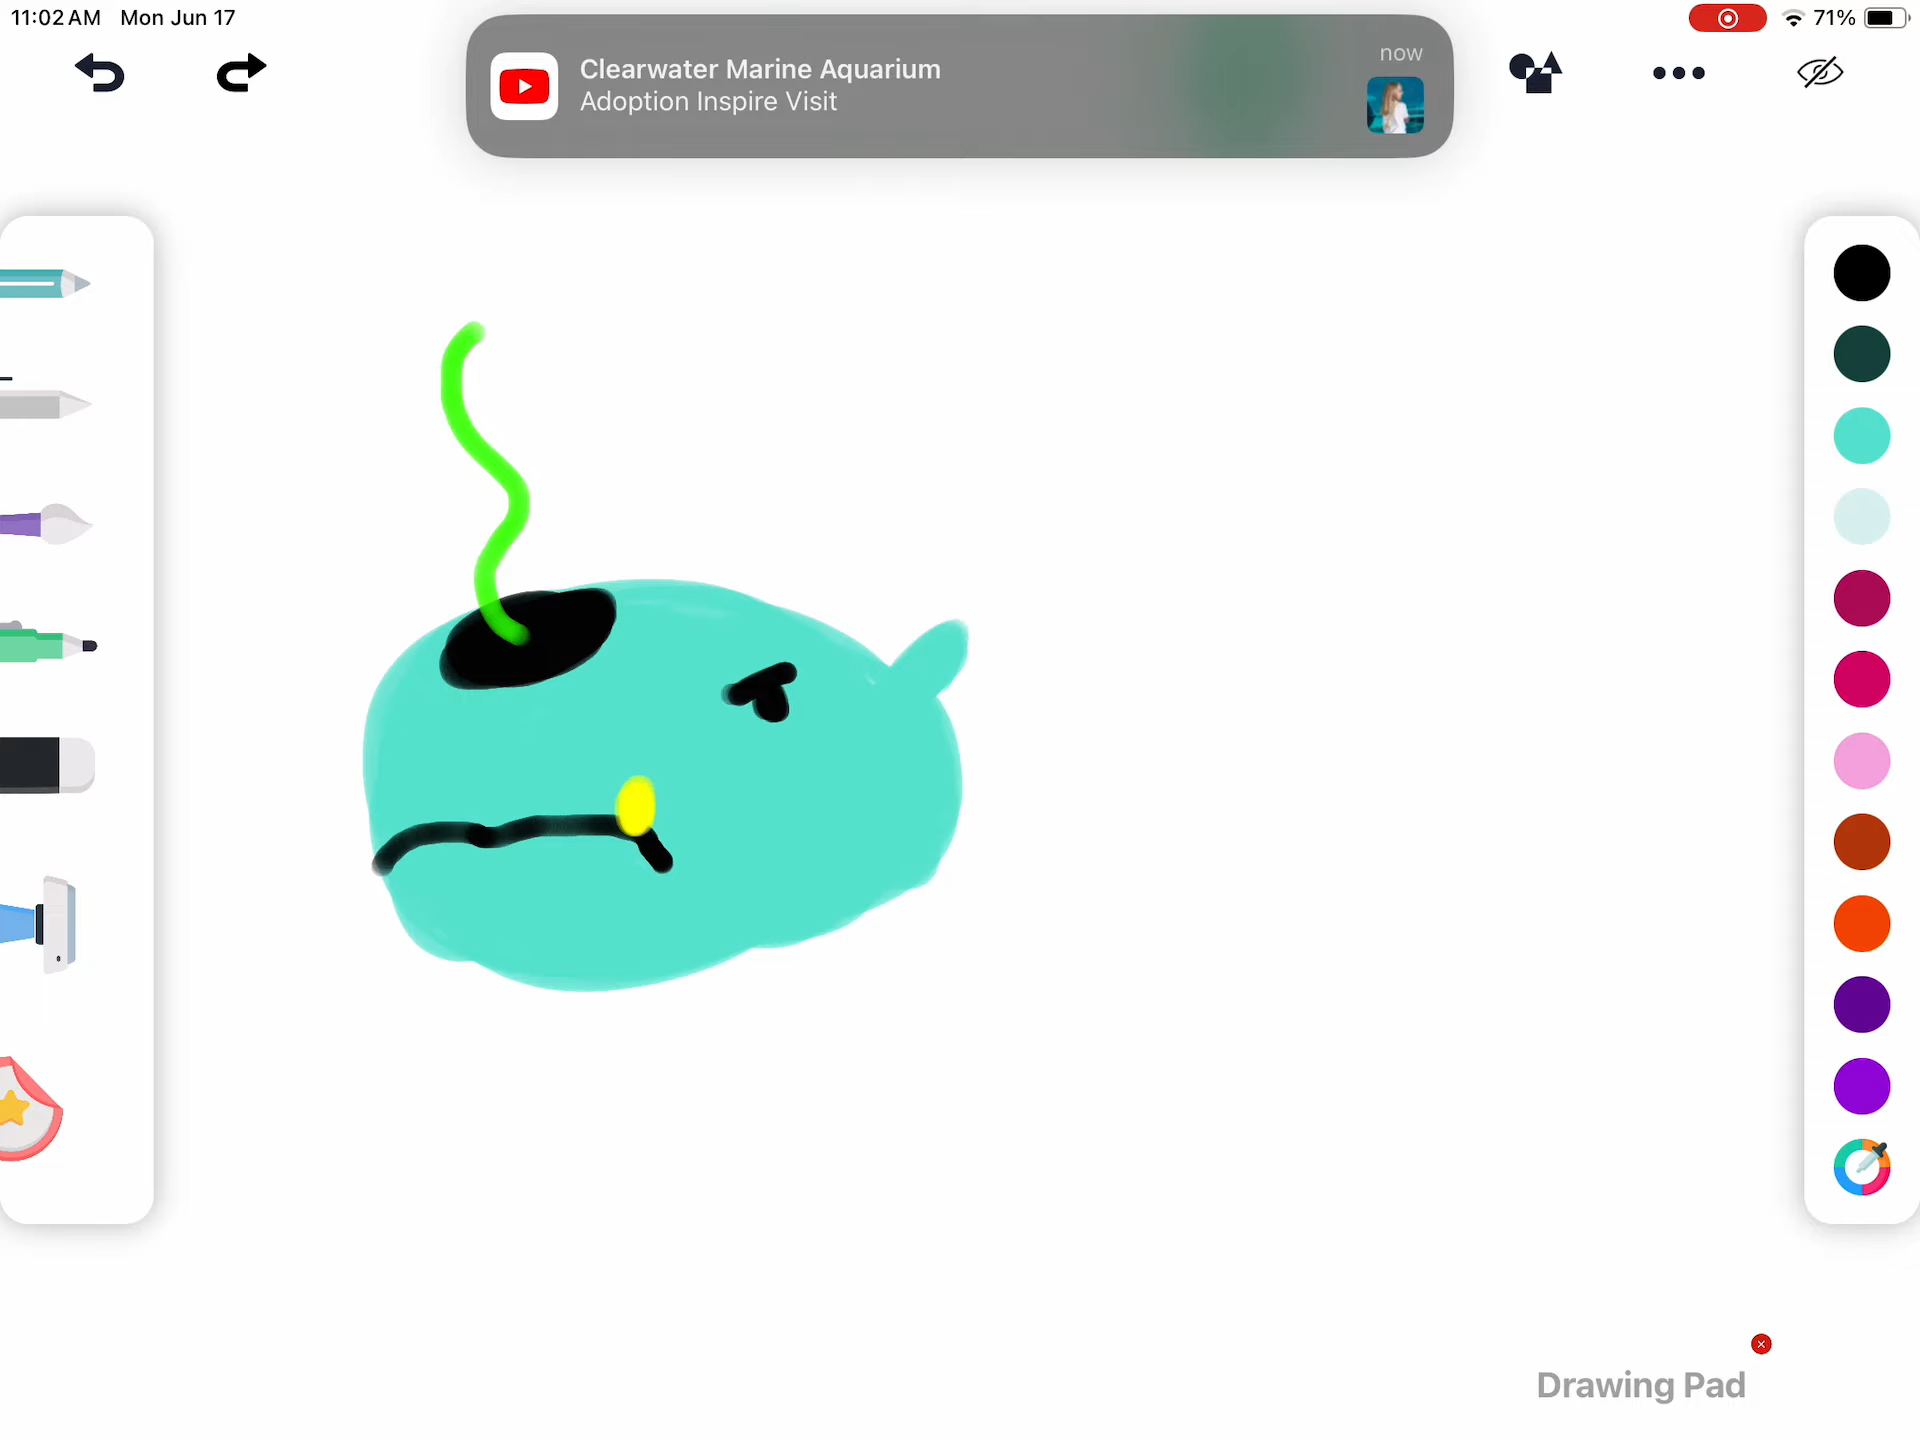 11:02 AM Mon Jun 17
71%
Clearwater Marine Aquarium
now
Adoption Inspire Visit
Drawing Pad